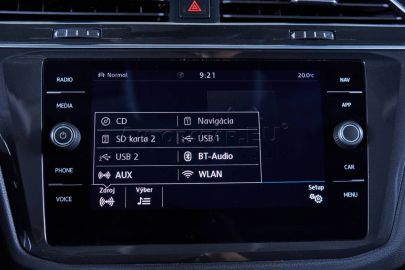 RADIO
Normal
9:21
20.0°C
NAV
MEDIA
APP
CD
Navigácia
SD karta 2
USB 1
USB 2
BT-Audio
PHONE
CAR
AUX
WLAN
VOICE
Zdroj
Výber
Setup
MENU